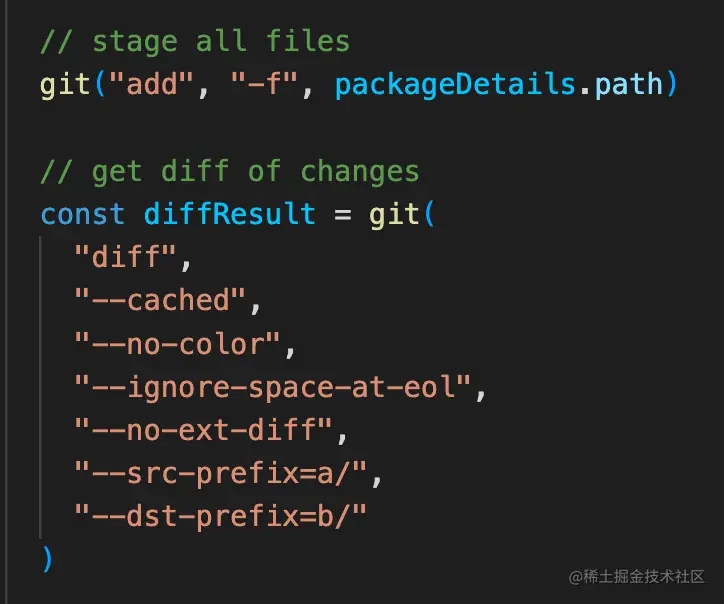 // stage all files
git("add", "-f", packageDetails.path)

// get diff of changes
const diffResult = git(
  "diff",
  "--cached",
  "--no-color",
  "--ignore-space-at-eol",
  "--no-ext-diff",
  "--src-prefix=a/",
  "--dst-prefix=b/"
)
@稀土掘金技术社区